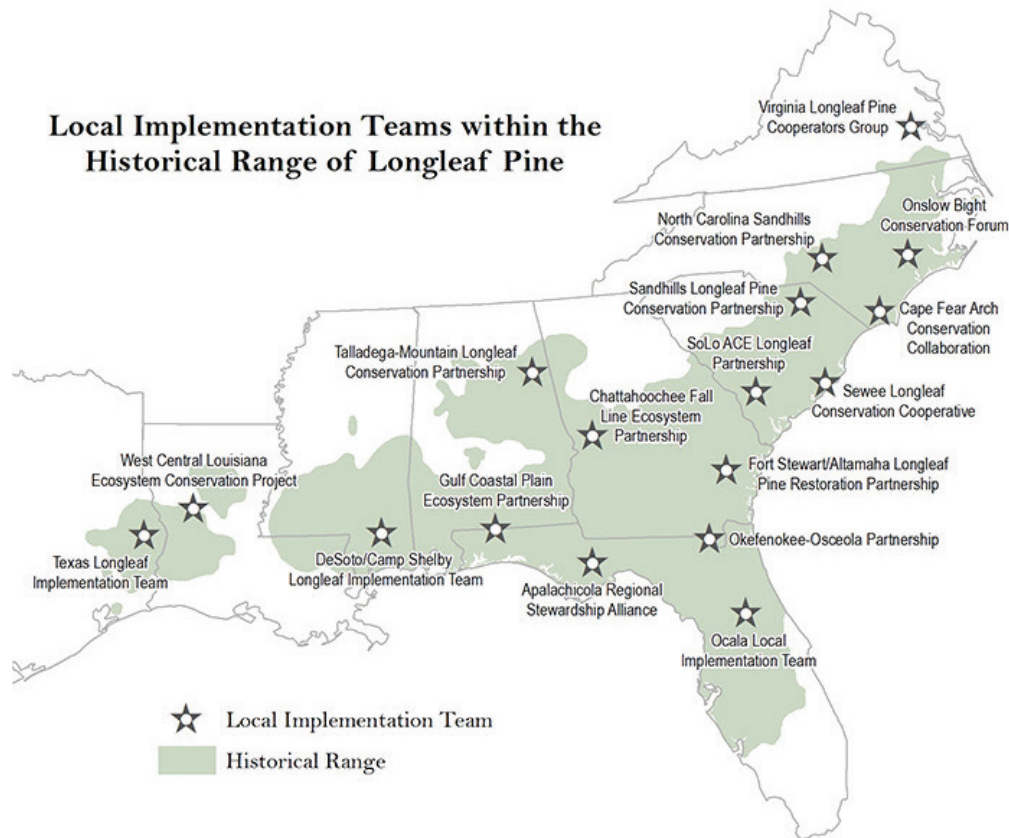 Local Implementation Teams within the
Historical Range of Longleaf Pine
Virginia Longleaf Pine
Cooperators Group
Onslow Bight
Conservation Forum
North Carolina Sandhills
Conservation Partnership
Sandhills Longleaf Pine
Conservation Partnership
Cape Fear Arch
Conservation
Collaboration
SoLo ACE Longleaf
Partnership
Talladega-Mountain Longleaf
Conservation Partnership
Sewee Longleaf
Conservation Cooperative
Chattahoochee Fall
Line Ecosystem
Partnership
West Central Louisiana
Ecosystem Conservation Project
Gulf Coastal Plain
Ecosystem Partnership
Fort Stewart/Altamaha Longleaf
Pine Restoration Partnership
Okefenokee-Osceola Partnership
Texas Longleaf
Implementation Team
DeSoto/Camp Shelby
Longleaf Implementation Team
Apalachicola Regional
Stewardship Alliance
Ocala Local
Implementation Team
Local Implementation Team
Historical Range